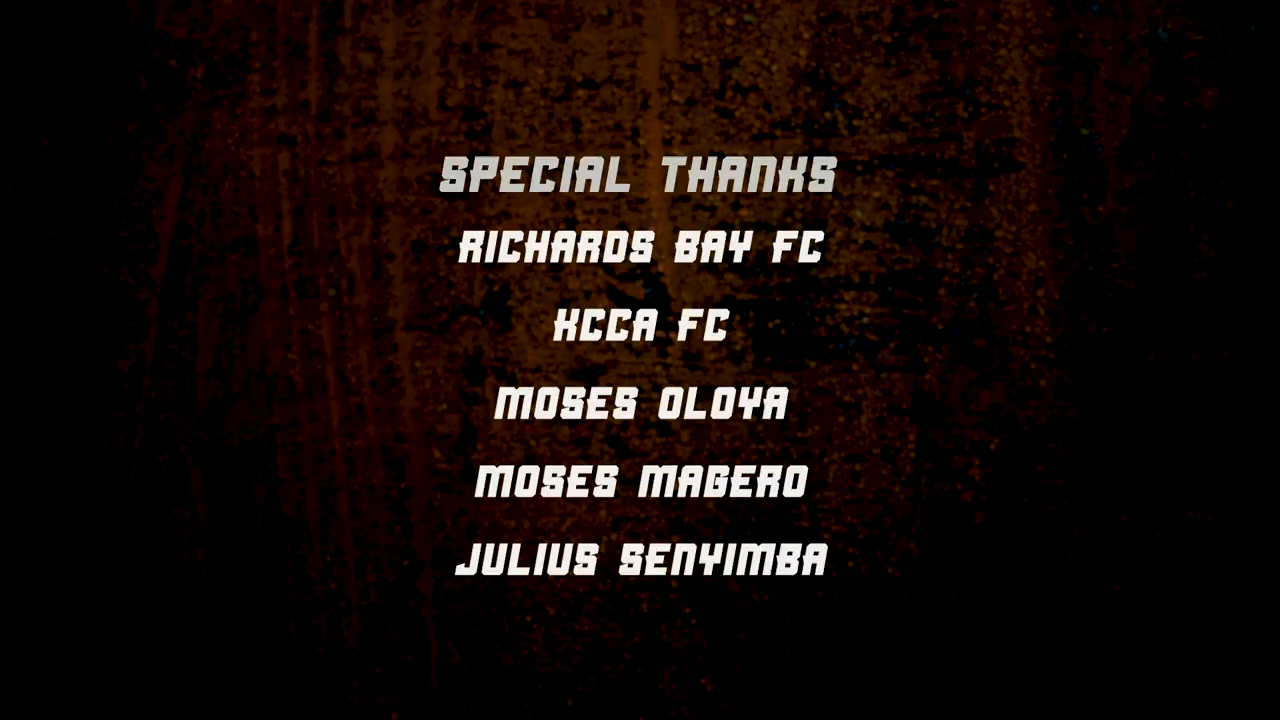 SPECIAL THANKS
RICHARDS BAY FC
KCCA FC
MOSES OLOYA
MOSES MAGERO
JULIUS SENYIMBA